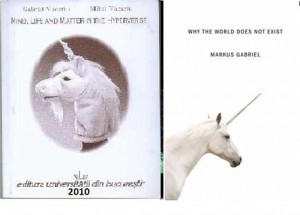 Gabriel Vacariu Mihai Vacariu
MIND, LIFE AND MATTER IN THE HYPERVERSE
editura universității din bucurești
2010
WHY THE WORLD DOES NOT EXIST
MARKUS GABRIEL